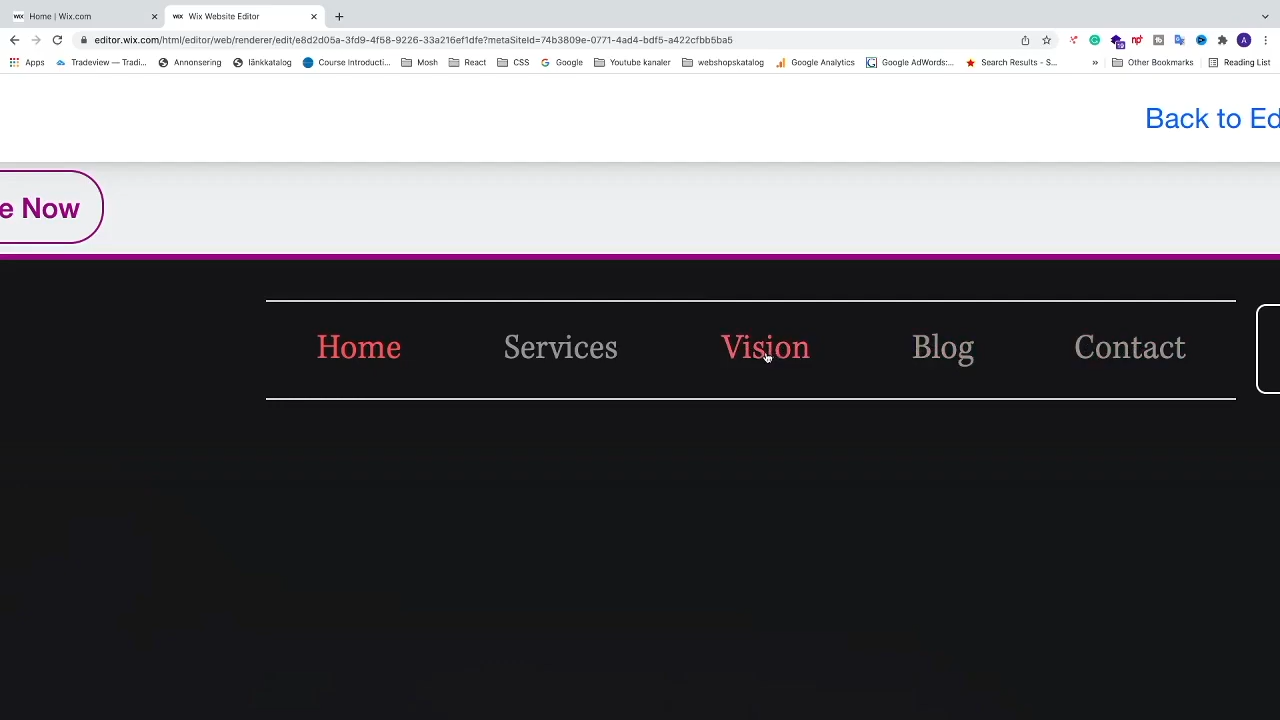 WIX Home | Wix.com
WIX Wix Website Editor
editor.wix.com/html/editor/web/renderer/edit/e8d2d05a-3fd9-4f58-9226-33a216ef1dfe?metaSiteId=74b3809e-0771-4ad4-bdf5-a422cfbb5ba5
Apps Tradeview — Tradi... Annonsering länkkatalog Course Introducti... Mosh React CSS Google Youtube kanaler webshopskatalog Google Analytics Google AdWords:... Search Results - S... » Other Bookmarks Reading List
Back to Ed
e Now
Home Services Vision Blog Contact